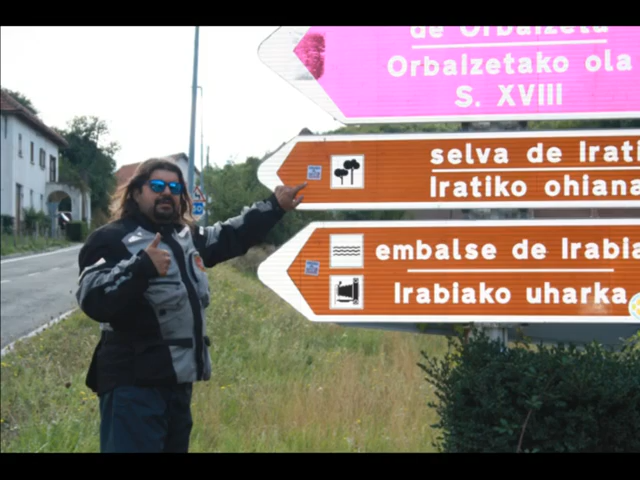 de Orbaizeta
Orbaizetako ola
S. XVIII
selva de Irati
Iratiko ohiana
embalse de Irabia
Irabiako uharka